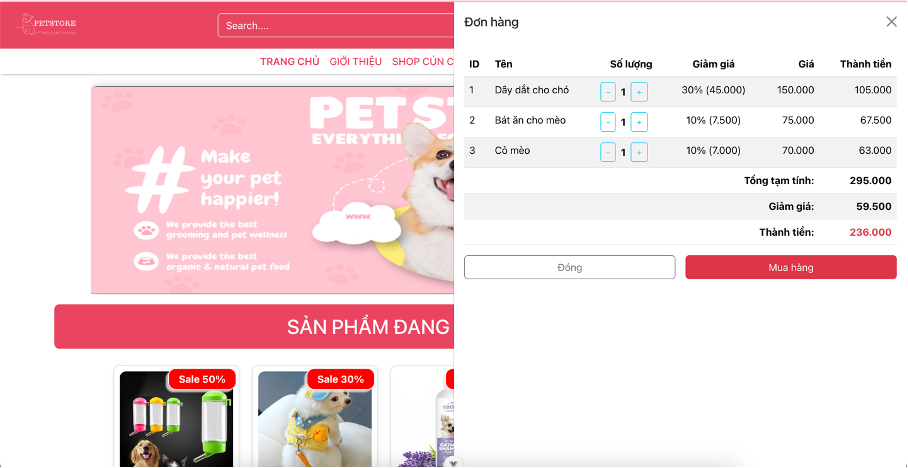 PETSTORE
Search....
TRANG CHỦ GIỚI THIỆU SHOP CÚN C
PET ST
EVERYTHING FO
#
Make
your pet
happier!
We provide the best
grooming and pet wellness
We provide the best
organic & natural pet food
www.
SẢN PHẨM ĐANG
Sale 50%
Sale 30%
Đơn hàng
ID Tên Số lượng Giảm giá Giá Thành tiền
1 Dây dắt cho chó - 1 + 30% (45.000) 150.000 105.000
2 Bát ăn cho mèo - 1 + 10% (7.500) 75.000 67.500
3 Cỏ mèo - 1 + 10% (7.000) 70.000 63.000
Tổng tạm tính: 295.000
Giảm giá: 59.500
Thành tiền: 236.000
Đóng
Mua hàng